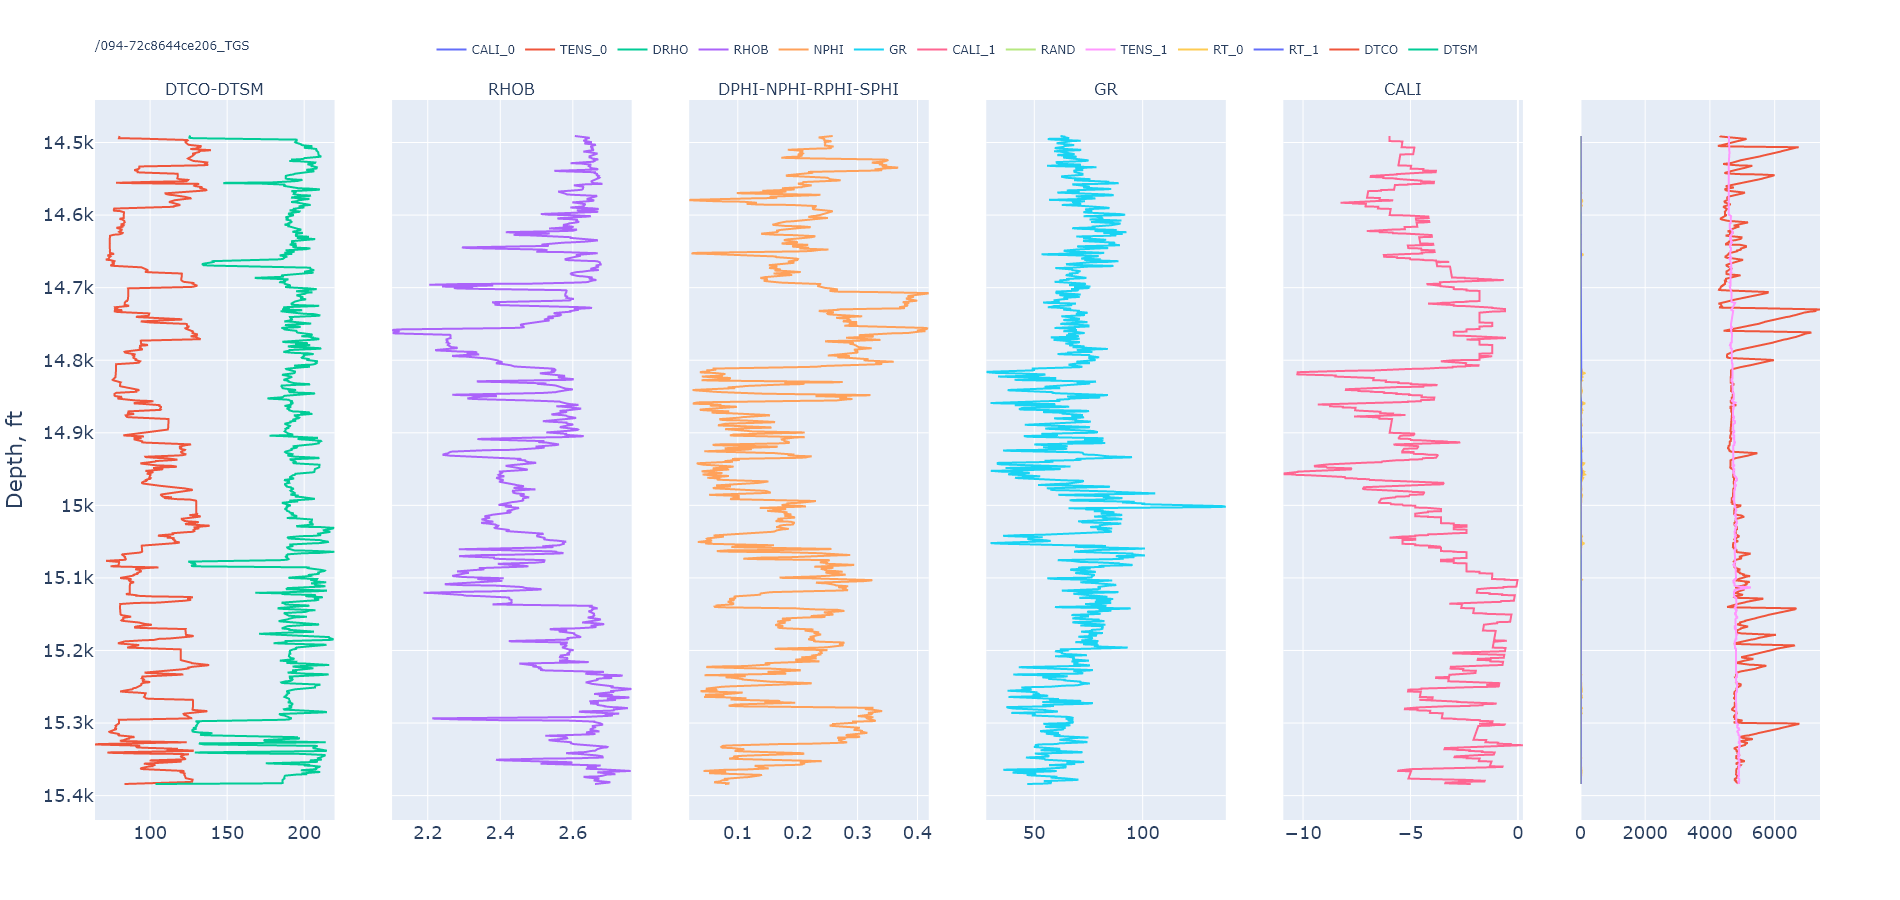 /094-72c8644ce206_TGS
CALI_0 TENS_0 DRHO RHOB NPHI GR CALI_1 RAND TENS_1 RT_0 RT_1 DTCO DTSM
DTCO-DTSM RHOB DPHI-NPHI-RPHI-SPHI GR CALI
Depth, ft
14.5k
14.6k
14.7k
14.8k
14.9k
15k
15.1k
15.2k
15.3k
15.4k
100 150 200 2.2 2.4 2.6 0.1 0.2 0.3 0.4 50 100 −10 −5 0 0 2000 4000 6000